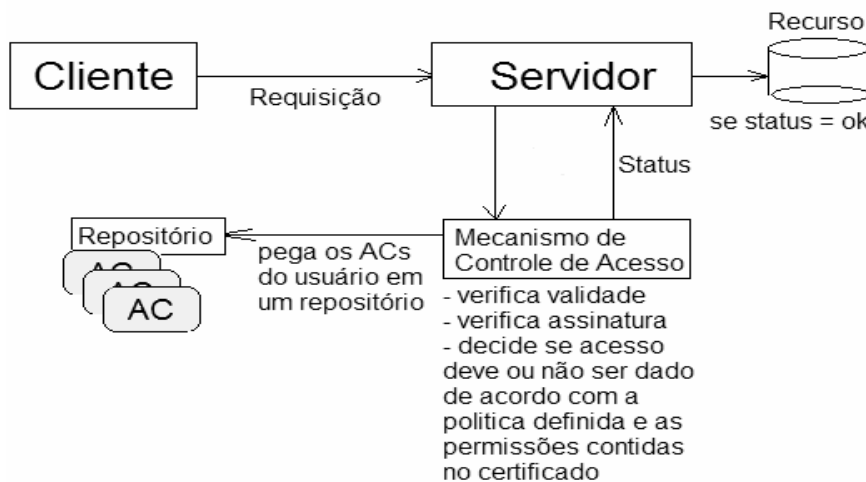 Recurso
Cliente
Servidor
Requisição
se status = ok
Status
Repositório
AC
AC
AC
pega os ACs
do usuário em
um repositório
Mecanismo de
Controle de Acesso
- verifica validade
- verifica assinatura
- decide se acesso
deve ou não ser dado
de acordo com a
politica definida e as
permissões contidas
no certificado